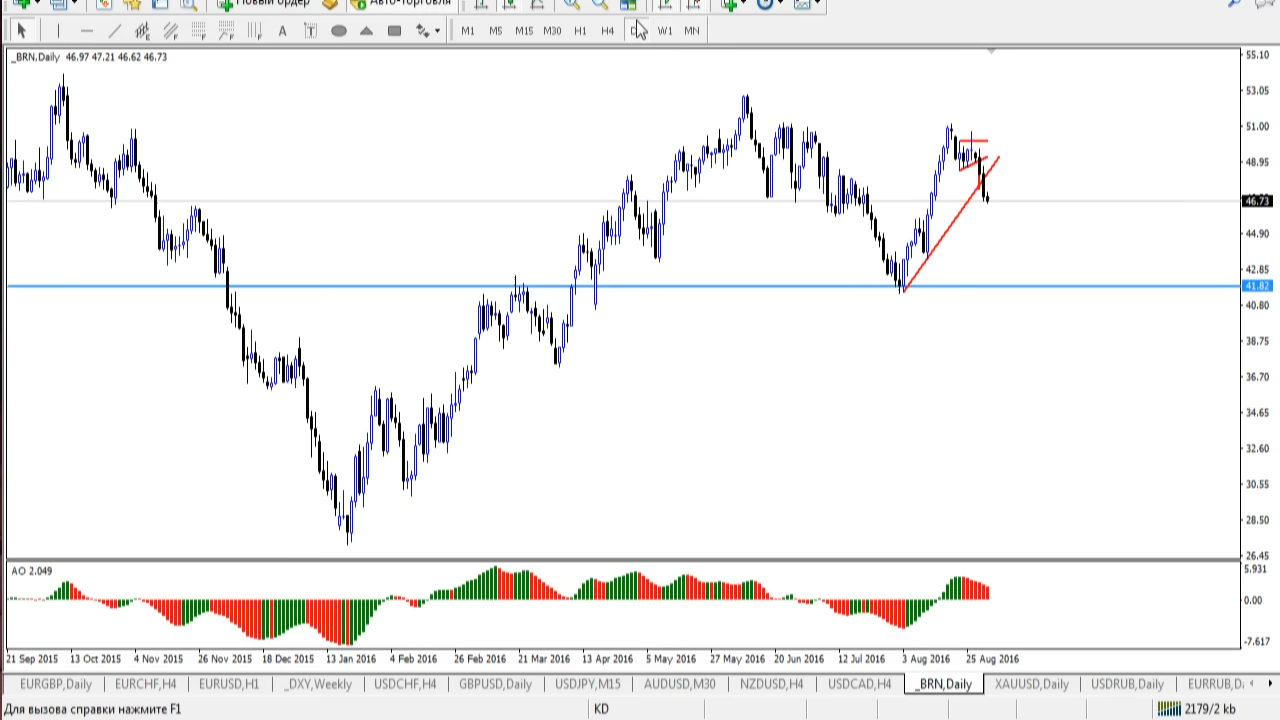 Новый ордер Авто-торговля
A T M1 M5 M15 M30 H1 H4 W1 MN
_BRN,Daily 46.97 47.21 46.62 46.73
55.10
53.05
51.00
48.95
46.73
44.90
42.85
41.82
40.80
38.75
36.70
34.65
32.60
30.55
28.50
26.45
AO 2.049
5.931
0.00
-7.617
21 Sep 2015 13 Oct 2015 4 Nov 2015 26 Nov 2015 18 Dec 2015 13 Jan 2016 4 Feb 2016 26 Feb 2016 21 Mar 2016 13 Apr 2016 5 May 2016 27 May 2016 20 Jun 2016 12 Jul 2016 3 Aug 2016 25 Aug 2016
EURGBP,Daily EURCHF,H4 EURUSD,H1 _DXY,Weekly USDCHF,H4 GBPUSD,Daily USDJPY,M15 AUDUSD,M30 NZDUSD,H4 USDCAD,H4 _BRN,Daily XAUUSD,Daily USDRUB,Daily EURRUB,D
Для вызова справки нажмите F1 KD 2179/2 kb